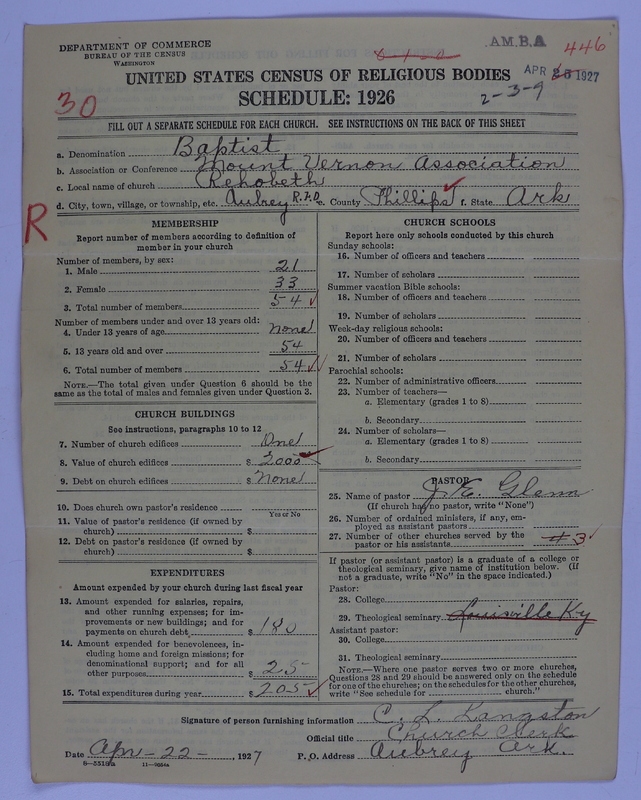 DEPARTMENT OF COMMERCE
BUREAU OF THE CENSUS
WASHINGTON
A.M.B.A
446
APR 26 1927
UNITED STATES CENSUS OF RELIGIOUS BODIES
SCHEDULE: 1926
2-3-9
30
FILL OUT A SEPARATE SCHEDULE FOR EACH CHURCH. SEE INSTRUCTIONS ON THE BACK OF THIS SHEET
a. Denomination Baptist
b. Association or Conference Mount Vernon Association
c. Local name of church Rehobeth
d. City, town, village, or township, etc. Aubrey R.F.D. e. County Phillips f. State Ark
R
MEMBERSHIP
Report number of members according to definition of
member in your church
Number of members, by sex:
1. Male 21
2. Female 33
3. Total number of members 54
Number of members under and over 13 years old:
4. Under 13 years of age none
5. 13 years old and over 54
6. Total number of members 54
NOTE.—The total given under Question 6 should be
same as the total of males and females given under Question 3.
CHURCH BUILDINGS
See instructions, paragraphs 10 to 12
7. Number of church edifices One
8. Value of church edifices $ 2000
9. Debt on church edifices $ None
10. Does church own pastor's residence
Yes or No
11. Value of pastor's residence (if owned by
church) $
12. Debt on pastor's residence (if owned by
church) $
EXPENDITURES
Amount expended by your church during last fiscal year
13. Amount expended for salaries, repairs,
and other running expenses; for im-
provements or new buildings; and for
payments on church debt $ 180
14. Amount expended for benevolences, in-
cluding home and foreign missions; for
denominational support; and for all
other purposes $ 25
15. Total expenditures during year $ 205
CHURCH SCHOOLS
Report here only schools conducted by this church
Sunday schools:
16. Number of officers and teachers
17. Number of scholars
Summer vacation Bible schools:
18. Number of officers and teachers
19. Number of scholars
Week-day religious schools:
20. Number of officers and teachers
21. Number of scholars
Parochial schools:
22. Number of administrative officers
23. Number of teachers—
a. Elementary (grades 1 to 8)
b. Secondary
24. Number of scholars—
a. Elementary (grades 1 to 8)
b. Secondary
PASTOR
25. Name of pastor J. E. Glenn
(If church has no pastor, write "None")
26. Number of ordained ministers, if any, em-
ployed as assistant pastors
27. Number of other churches served by the
pastor or his assistants 4 3
If pastor (or assistant pastor) is a graduate of a college or
theological seminary, give name of institution below. (If
not a graduate, write "No" in the space indicated.)
Pastor:
28. College
29. Theological seminary Louisville Ky
Assistant pastor:
30. College
31. Theological seminary
NOTE.—Where one pastor serves two or more churches,
Questions 28 and 29 should be answered only on the schedule
for one of the churches; on the schedules for the other churches,
write "See schedule for church."
Signature of person furnishing information C. L. Langston
Official title Church Clerk
Date Apr - 22 -, 1927 P.O. Address Aubrey Ark.